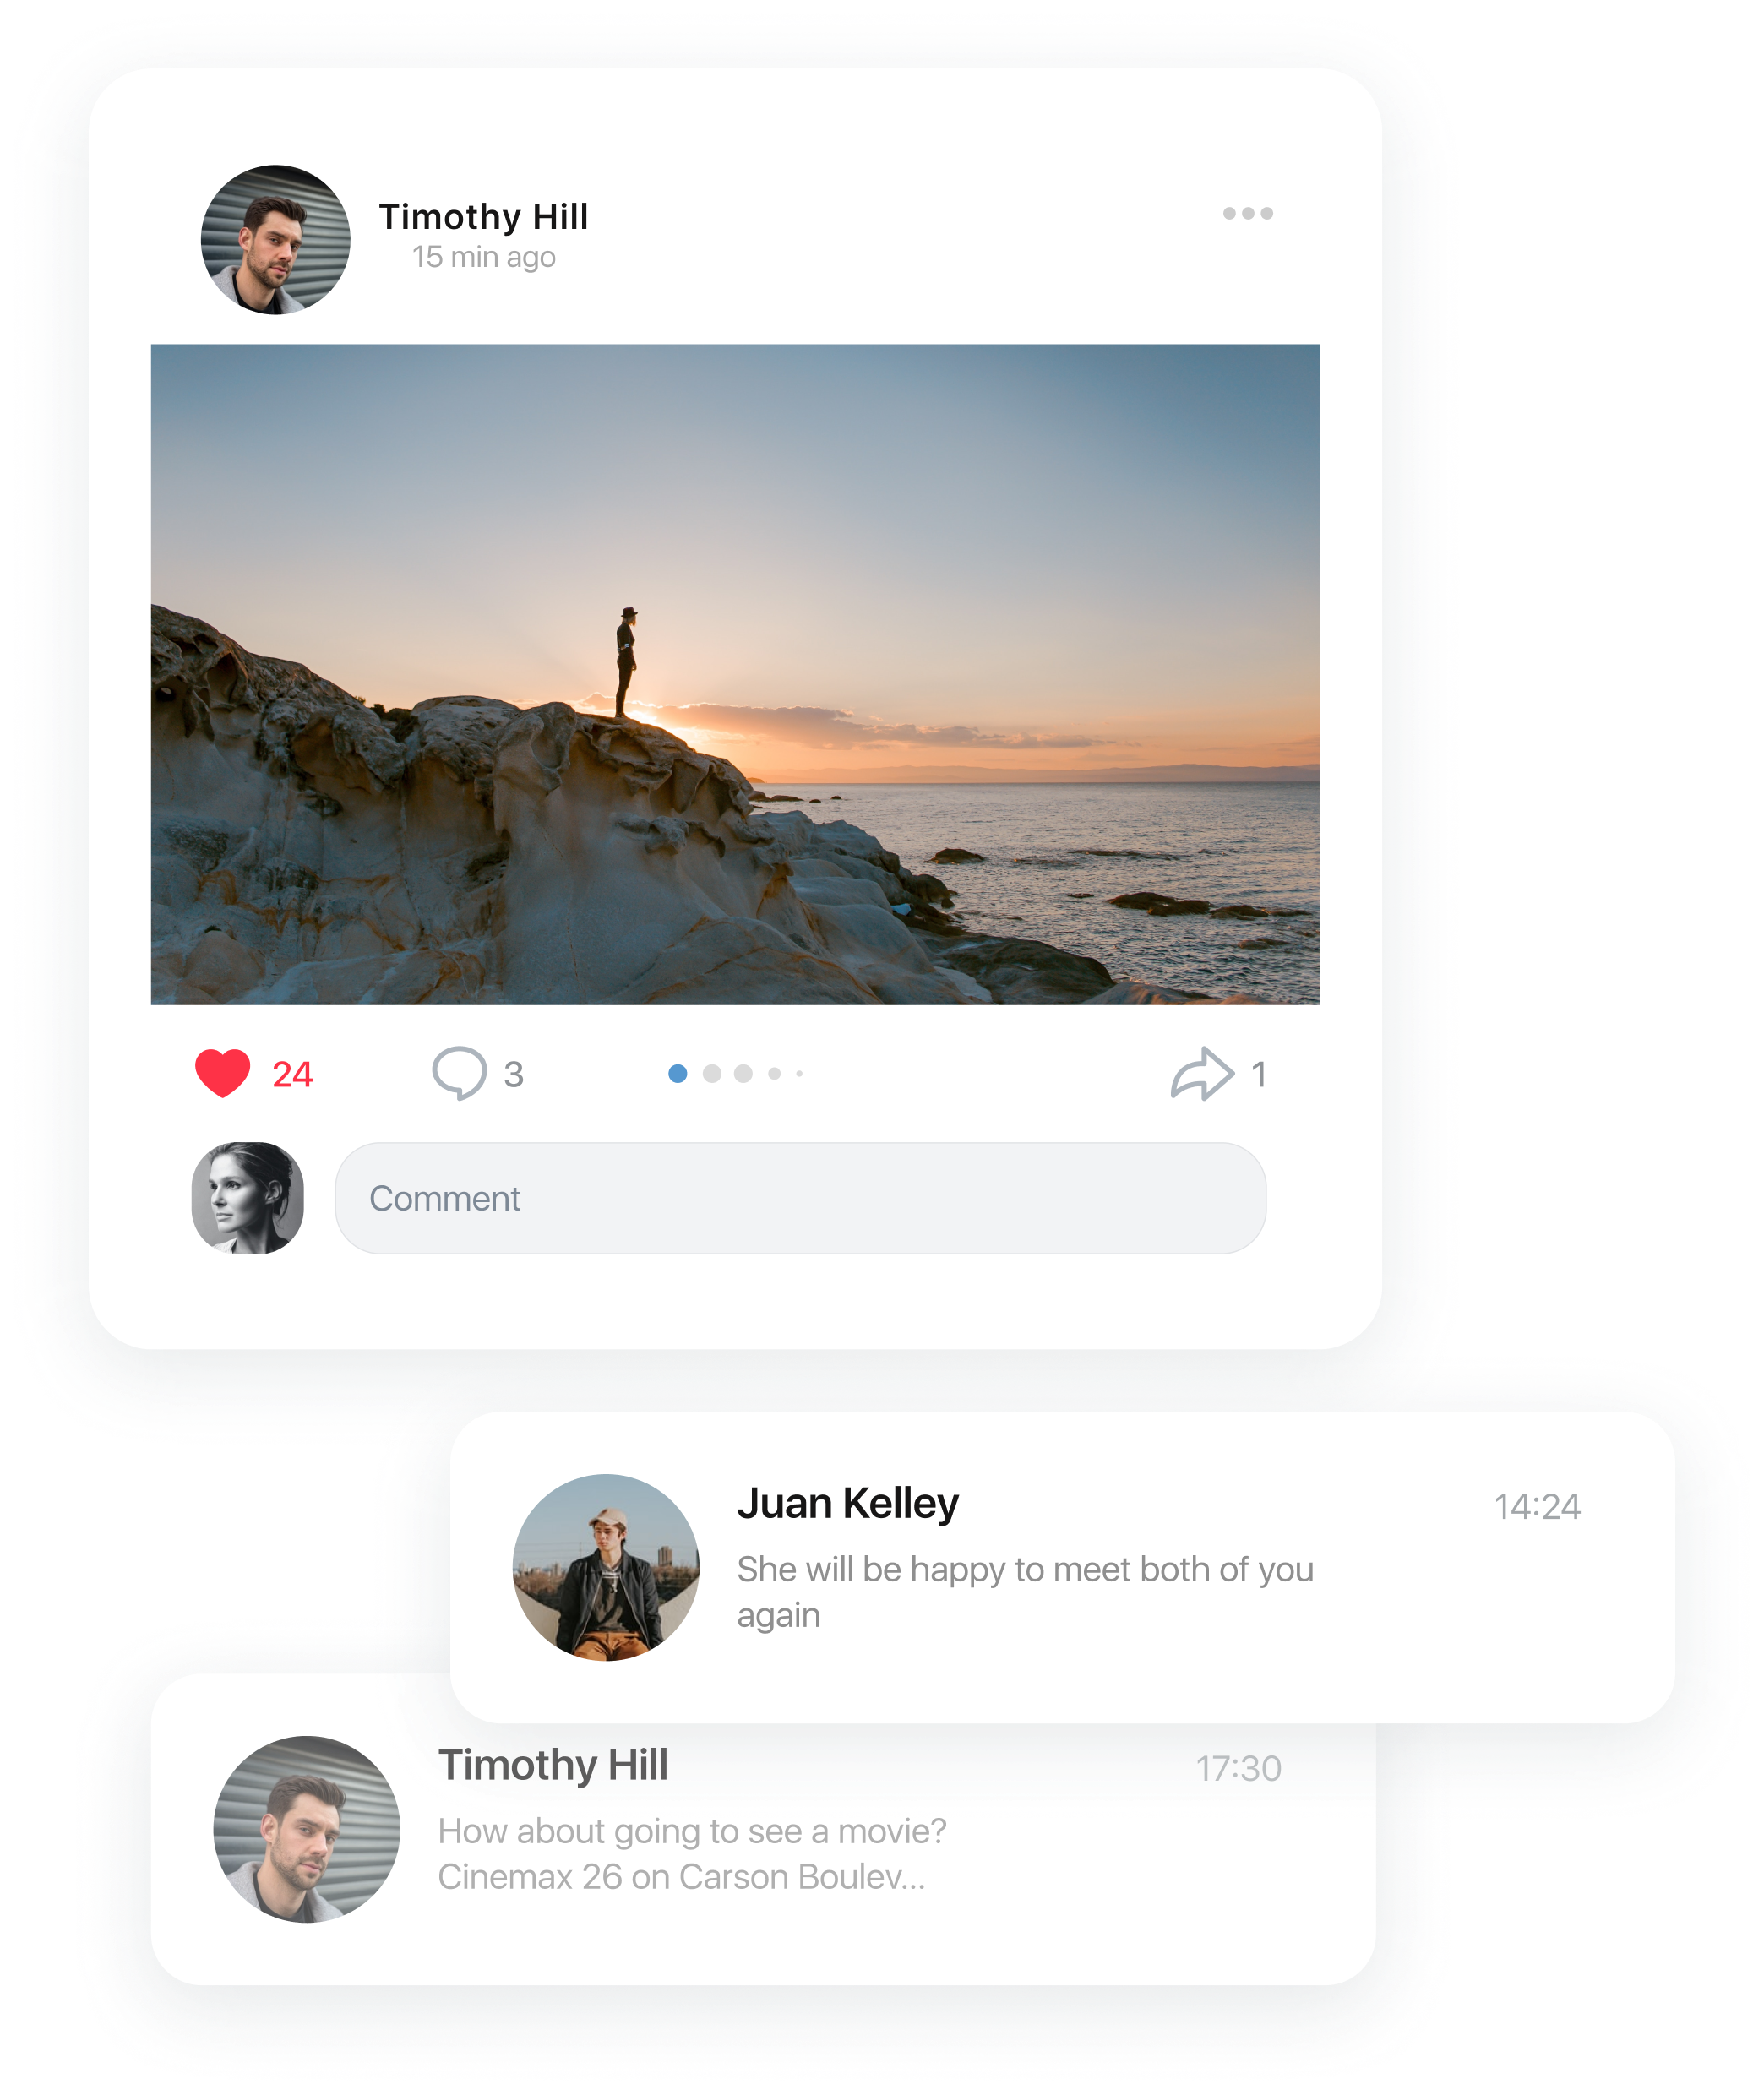 Timothy Hill
15 min ago
24
3
1
Comment
Juan Kelley
14:24
She will be happy to meet both of you
again
Timothy Hill
17:30
How about going to see a movie?
Cinemax 26 on Carson Boulev...